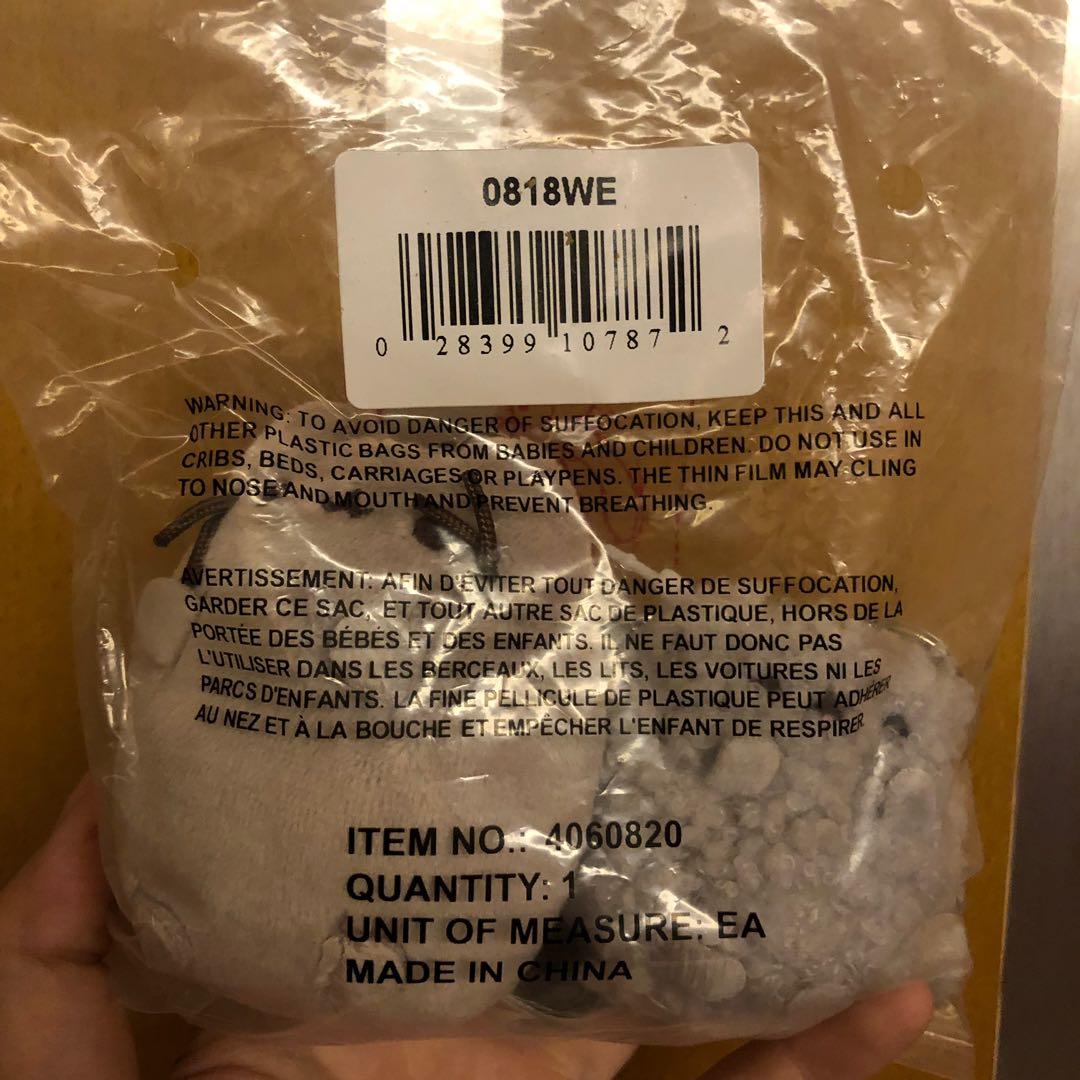 0818WE
0 28399 10787 2
WARNING: TO AVOID DANGER OF SUFFOCATION, KEEP THIS AND ALL
OTHER PLASTIC BAGS FROM BABIES AND CHILDREN. DO NOT USE IN
CRIBS, BEDS, CARRIAGES OR PLAYPENS. THE THIN FILM MAY CLING
TO NOSE AND MOUTH AND PREVENT BREATHING.
AVERTISSEMENT: AFIN D'ÉVITER TOUT DANGER DE SUFFOCATION,
GARDER CE SAC, ET TOUT AUTRE SAC DE PLASTIQUE, HORS DE LA
PORTÉE DES BÉBÉS ET DES ENFANTS. IL NE FAUT DONC PAS
L'UTILISER DANS LES BERCEAUX, LES LITS, LES VOITURES NI LES
PARCS D'ENFANTS. LA FINE PELLICULE DE PLASTIQUE PEUT ADHÉRER
AU NEZ ET À LA BOUCHE ET EMPÊCHER L'ENFANT DE RESPIRER
ITEM NO.: 4060820
QUANTITY: 1
UNIT OF MEASURE: EA
MADE IN CHINA